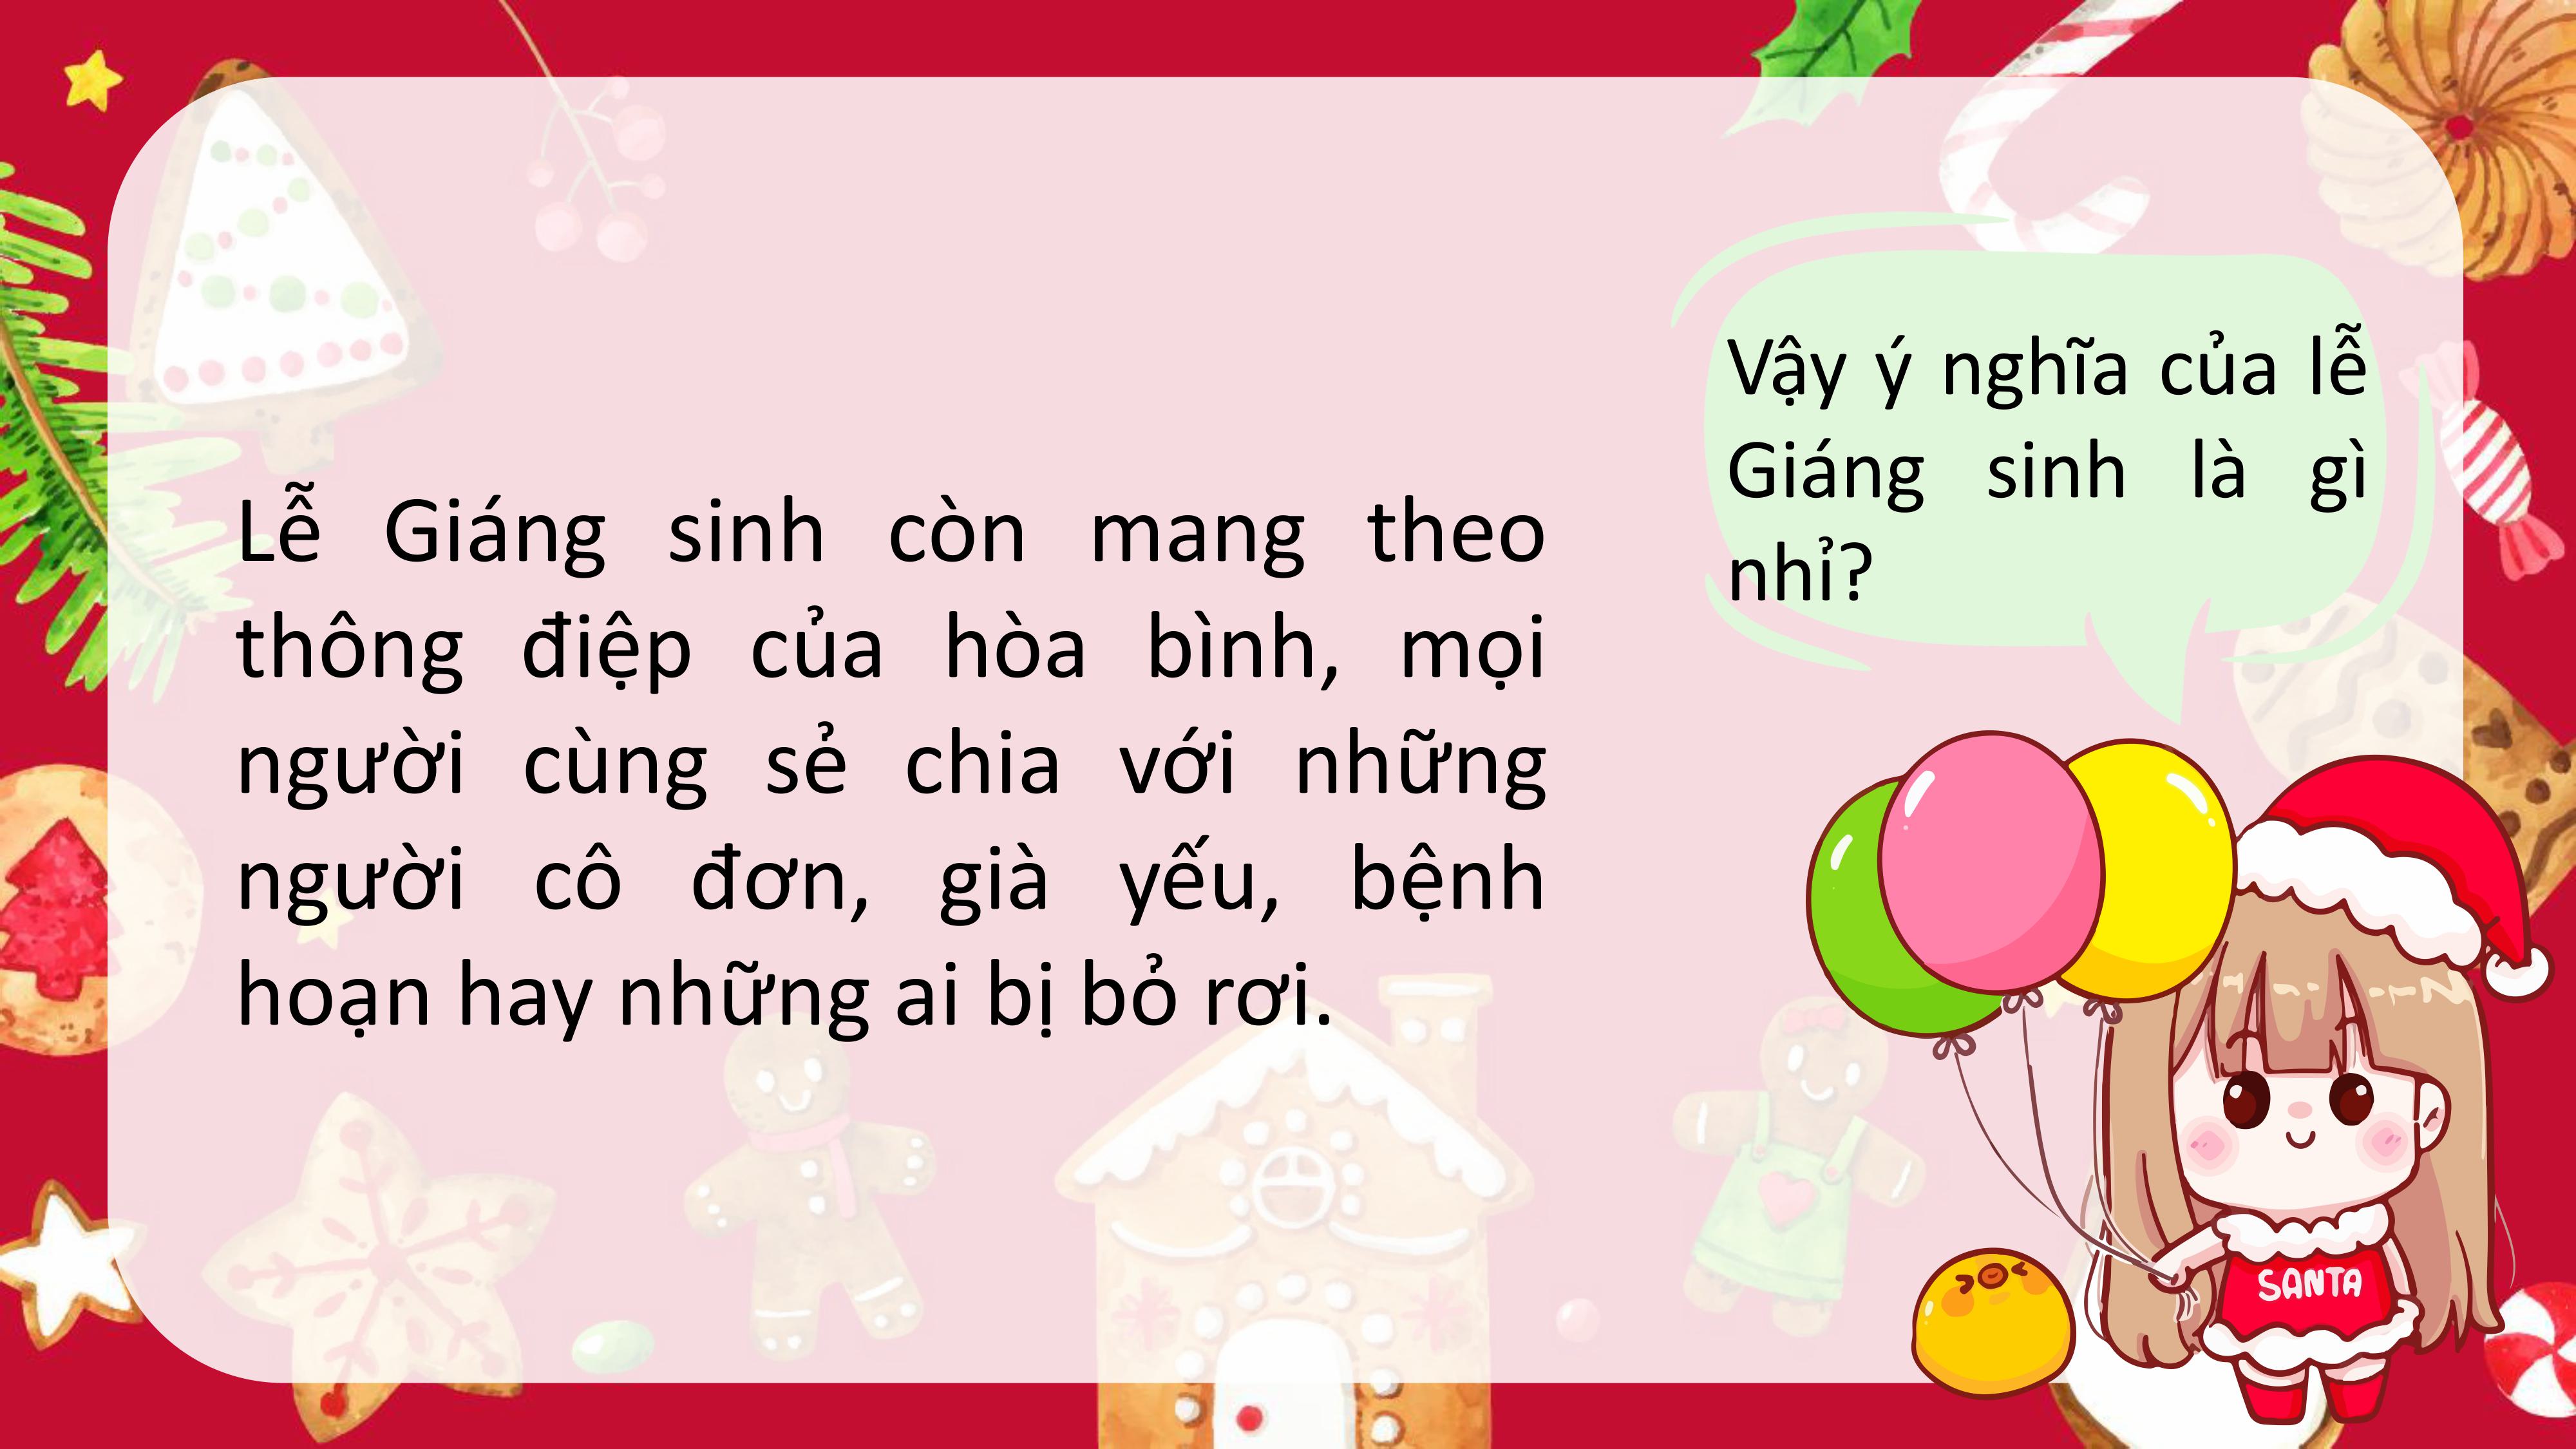 Vậy ý nghĩa của lễ
Giáng sinh là gì
nhỉ?
Lễ Giáng sinh còn mang theo
thông điệp của hòa bình, mọi
người cùng sẻ chia với những
người cô đơn, già yếu, bệnh
hoạn hay những ai bị bỏ rơi.
SANTA